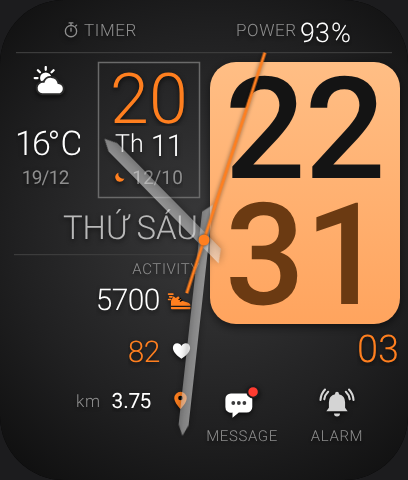 TIMER
POWER 93%
20
Th 11
12/10
16°C
19/12
THỨ SÁU
22
31
03
ACTIVITY
5700
82
km 3.75
MESSAGE
ALARM